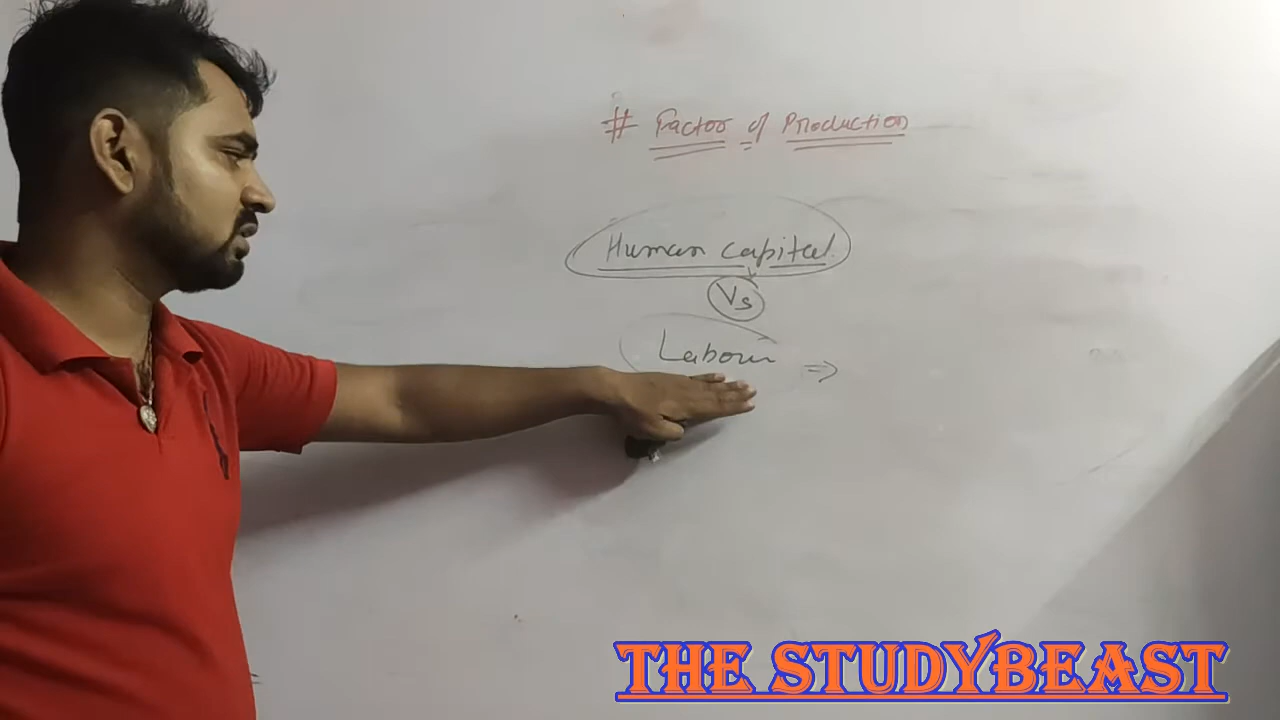 # Factor of Production
Human capital
Vs
Labour ⇒
THE STUDYBEAST